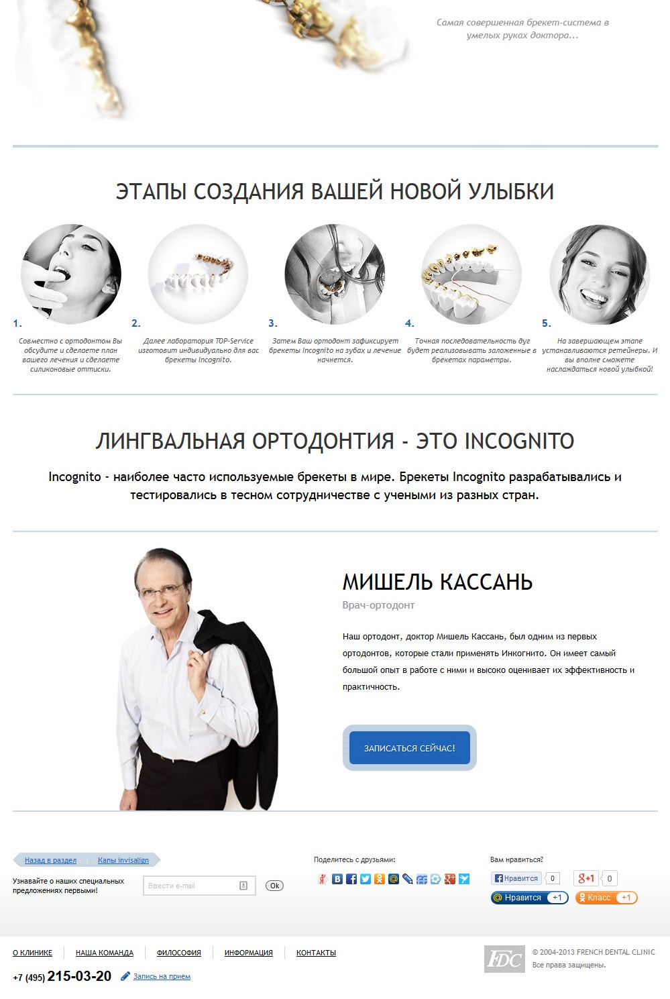 Самая совершенная брекет-система в
умелых руках доктора...
ЭТАПЫ СОЗДАНИЯ ВАШЕЙ НОВОЙ УЛЫБКИ
1.
Совместно с ортодонтом Вы
обсудите и сделаете план
вашего лечения и сделаете
силиконовые оттиски.
2.
Далее лаборатория TOP-Service
изготовит индивидуально для вас
брекеты Incognito.
3.
Затем Ваш ортодонт зафиксирует
брекеты Incognito на зубах и лечение
начнется.
4.
Точная последовательность дуг
будет реализовывать заложенные в
брекетах параметры.
5.
На завершающем этапе
устанавливаются ретейнеры. И
вы вполне сможете
наслаждаться новой улыбкой!
ЛИНГВАЛЬНАЯ ОРТОДОНТИЯ - ЭТО INCOGNITO
Incognito - наиболее часто используемые брекеты в мире. Брекеты Incognito разрабатывались и
тестировались в тесном сотрудничестве с учеными из разных стран.
МИШЕЛЬ КАССАНЬ
Врач-ортодонт
Наш ортодонт, доктор Мишель Кассань, был одним из первых
ортодонтов, которые стали применять Инкогнито. Он имеет самый
большой опыт в работе с ними и высоко оценивает их эффективность и
практичность.
ЗАПИСАТЬСЯ СЕЙЧАС!
Назад в раздел Капы invisalign
Узнавайте о наших специальных
предложениях первыми!
Ввести e-mail
Ok
Поделитесь с друзьями:
Вам нравиться?
Нравится 0 g+1 0
Нравится +1 Класс +1
О КЛИНИКЕ НАША КОМАНДА ФИЛОСОФИЯ ИНФОРМАЦИЯ КОНТАКТЫ
+7 (495) 215-03-20 Запись на прием
FDC
© 2004-2013 FRENCH DENTAL CLINIC
Все права защищены.